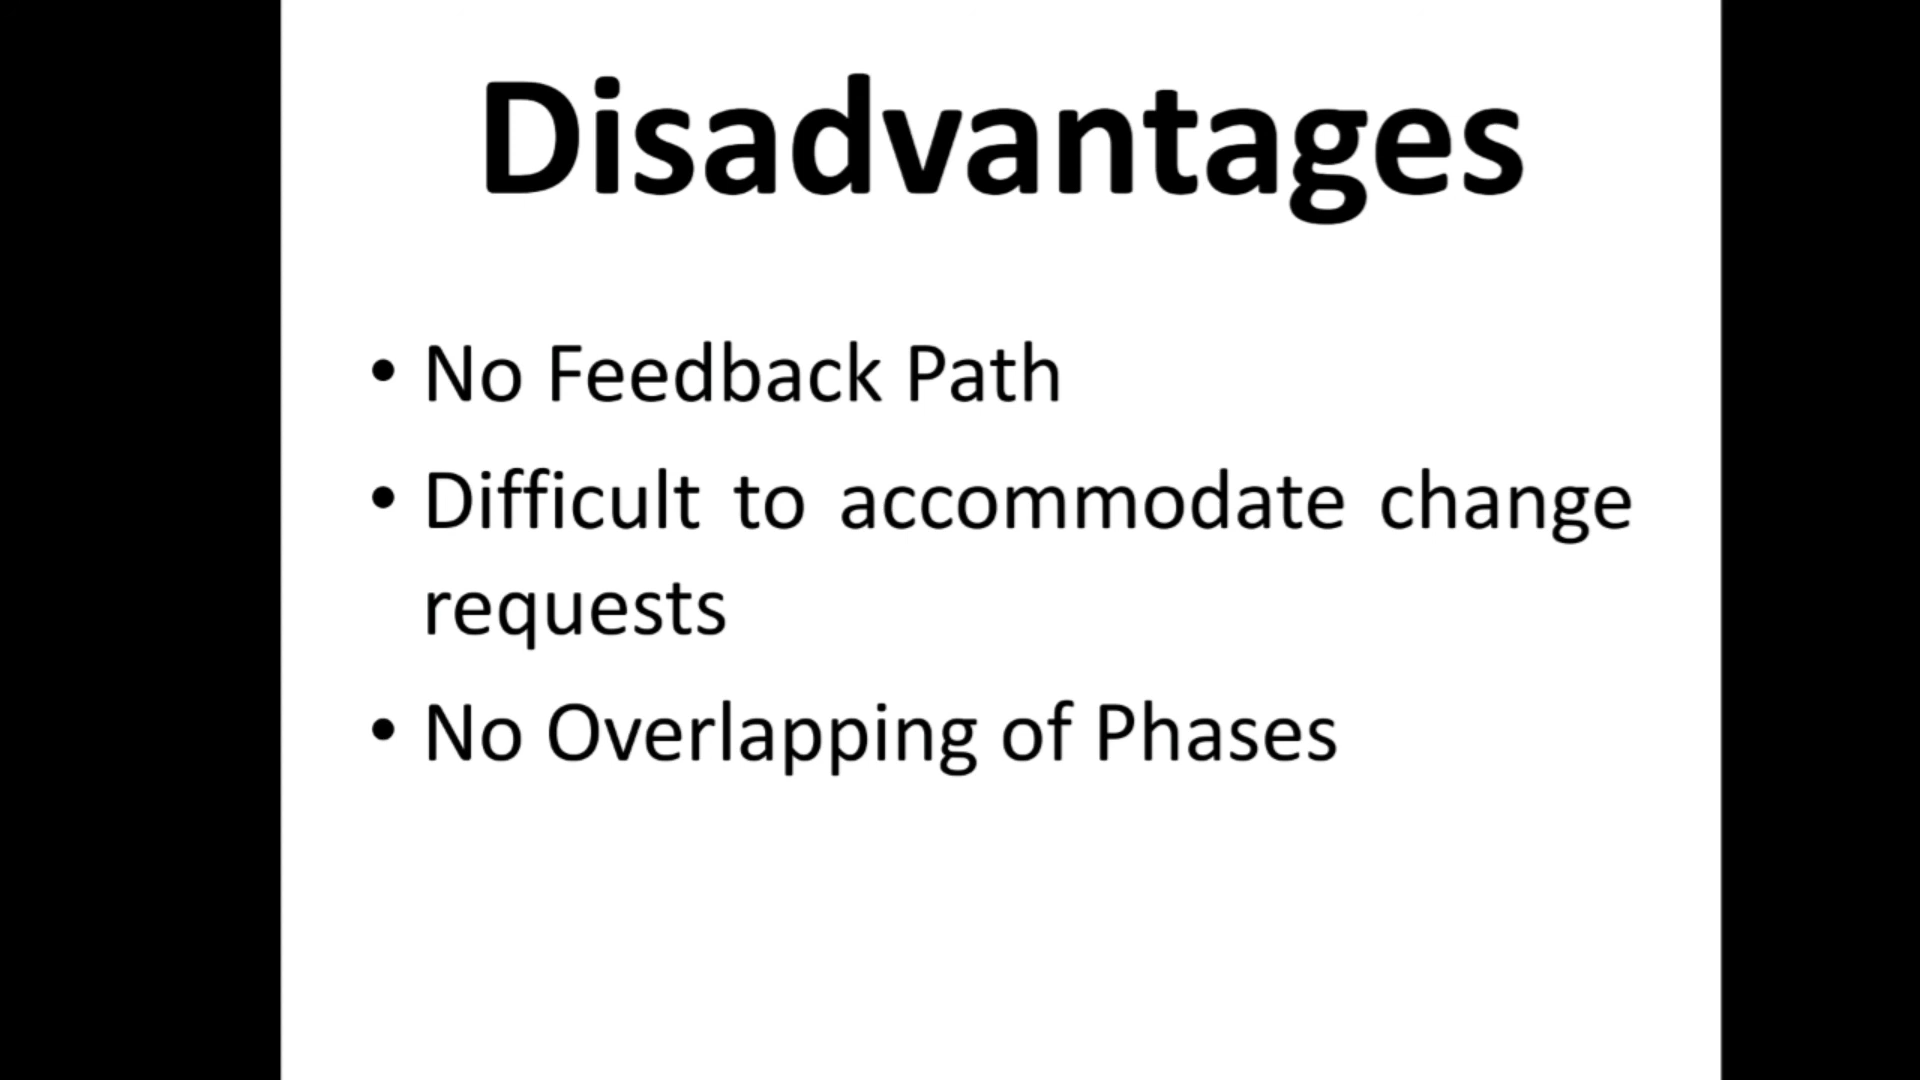 Disadvantages
• No Feedback Path
• Difficult to accommodate change
requests
• No Overlapping of Phases